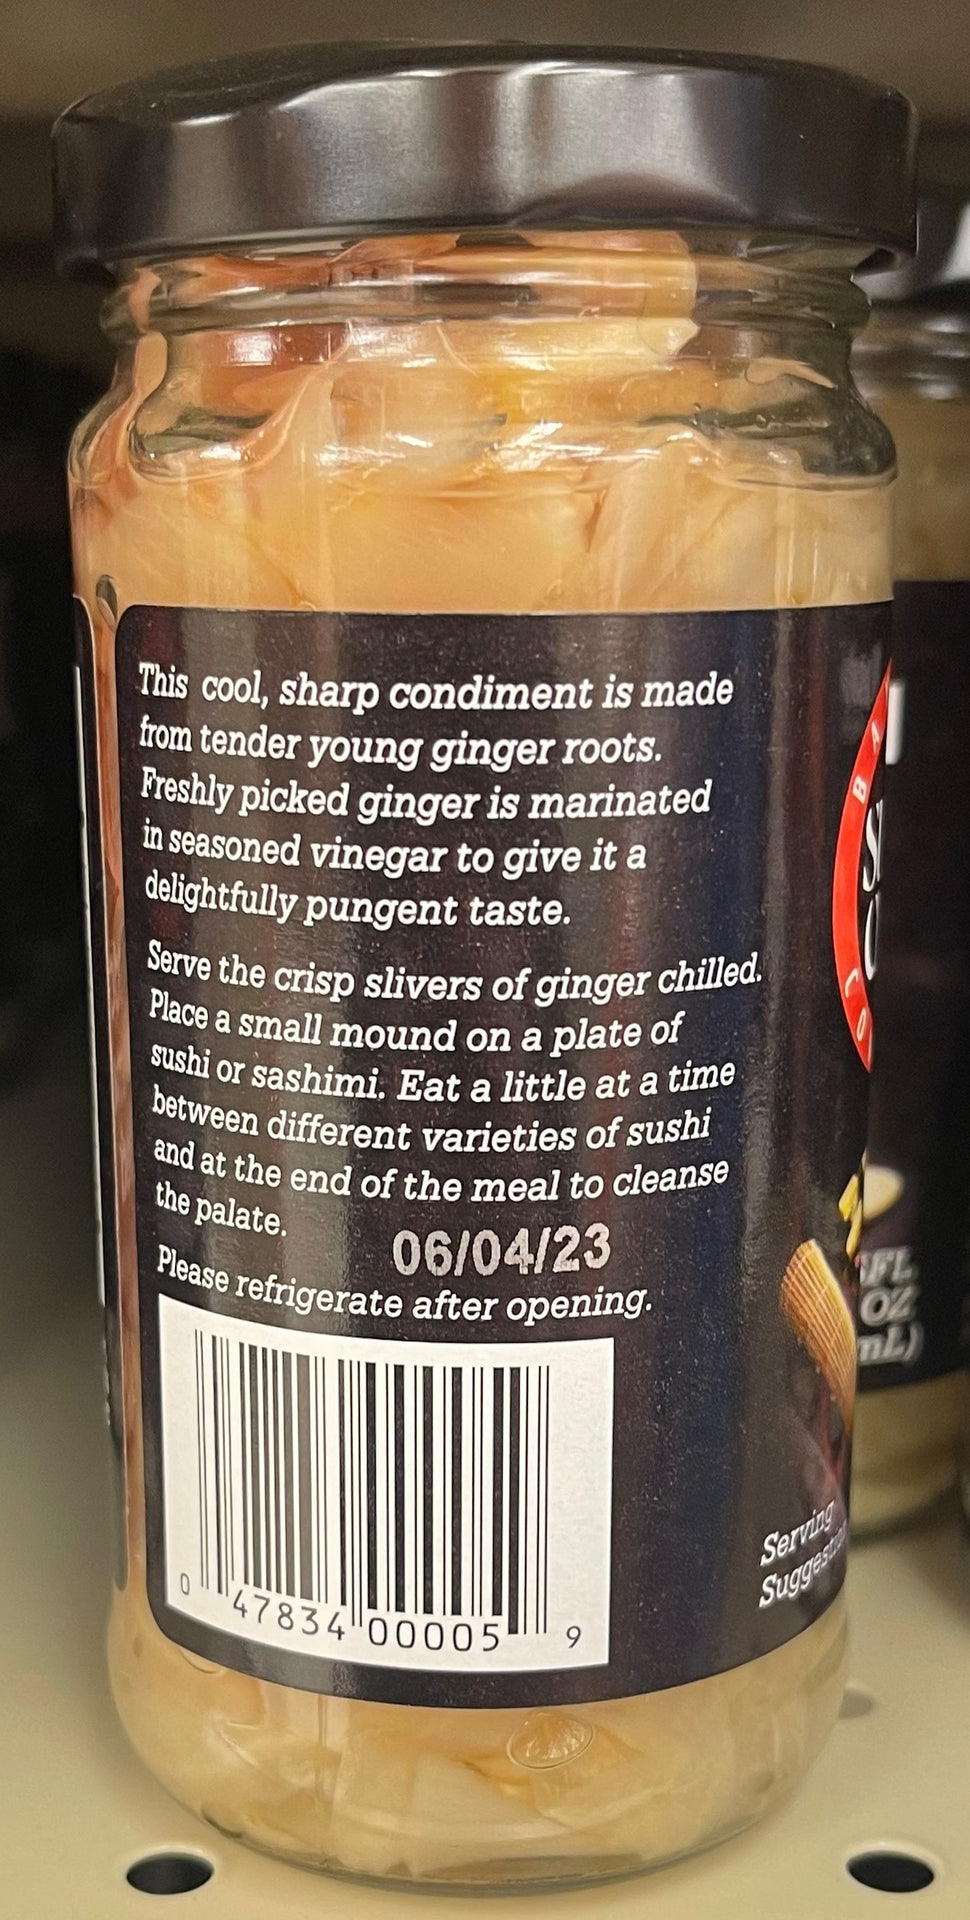 This cool, sharp condiment is made
from tender young ginger roots.
Freshly picked ginger is marinated
in seasoned vinegar to give it a
delightfully pungent taste.
Serve the crisp slivers of ginger chilled.
Place a small mound on a plate of
sushi or sashimi. Eat a little at a time
between different varieties of sushi
and at the end of the meal to cleanse
the palate.
06/04/23
Please refrigerate after opening.
0 47834 00005 9
Serving
OZ
mL)